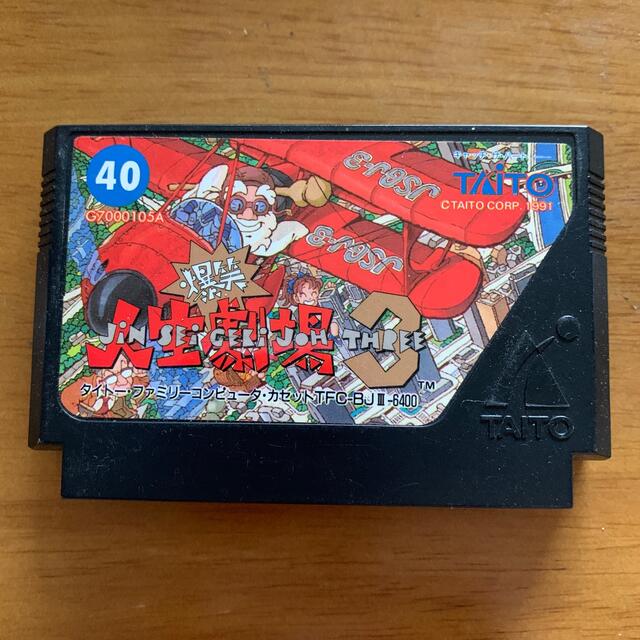 40
G7000105A
TAITO
©TAITO CORP. 1991
JSGJ-3
JSGJ-3
爆笑
人生劇場3
JIN SEI GEKI JOH THREE
TM
タイトー・ファミリーコンピュータ・カセットTFC-BJⅢ-6400
TAITO